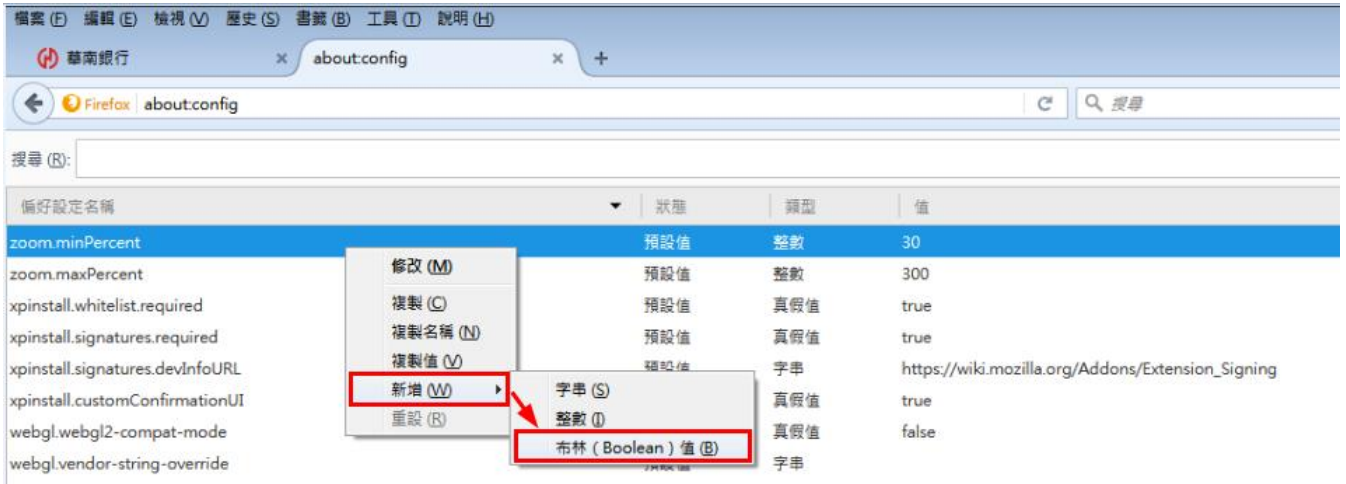 檔案(F) 編輯(E) 檢視(V) 歷史(S) 書籤(B) 工具(T) 說明(H)
華南銀行 × about:config × +
Firefox about:config 搜尋
搜尋(R):
偏好設定名稱 狀態 類型 值
zoom.minPercent 預設值 整數 30
修改(M)
zoom.maxPercent 預設值 整數 300
xpinstall.whitelist.required 複製(C) 預設值 真假值 true
xpinstall.signatures.required 複製名稱(N) 預設值 真假值 true
xpinstall.signatures.devInfoURL 複製值(V) 預設值 字串 https://wiki.mozilla.org/Addons/Extension_Signing
xpinstall.customConfirmationUI 新增(W) 字串(S) 真假值 true
webgl.webgl2-compat-mode 重設(R) 整數(I) 真假值 false
布林(Boolean)值(B)
webgl.vendor-string-override 預設值 字串